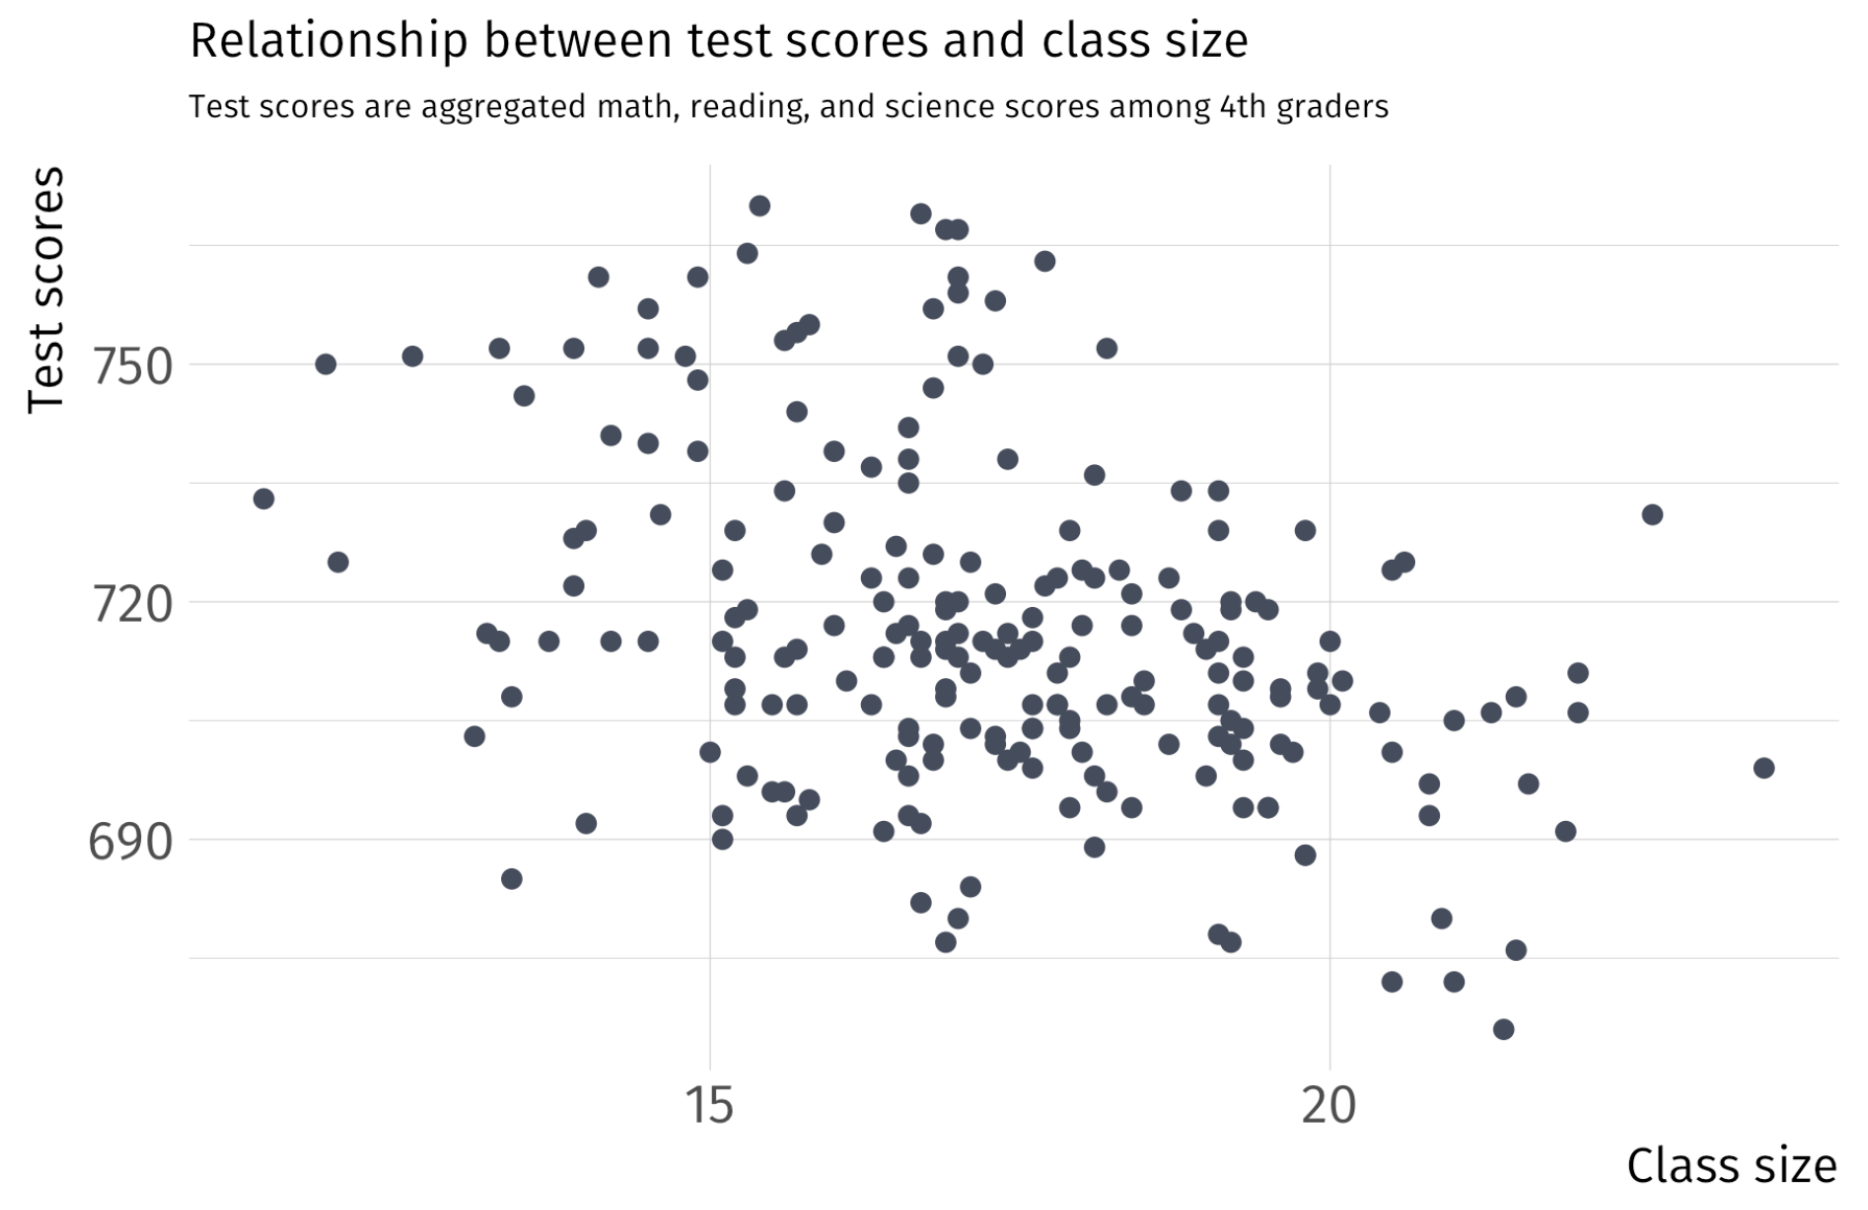 Relationship between test scores and class size
Test scores are aggregated math, reading, and science scores among 4th graders
Test scores
750
720
690
15
20
Class size